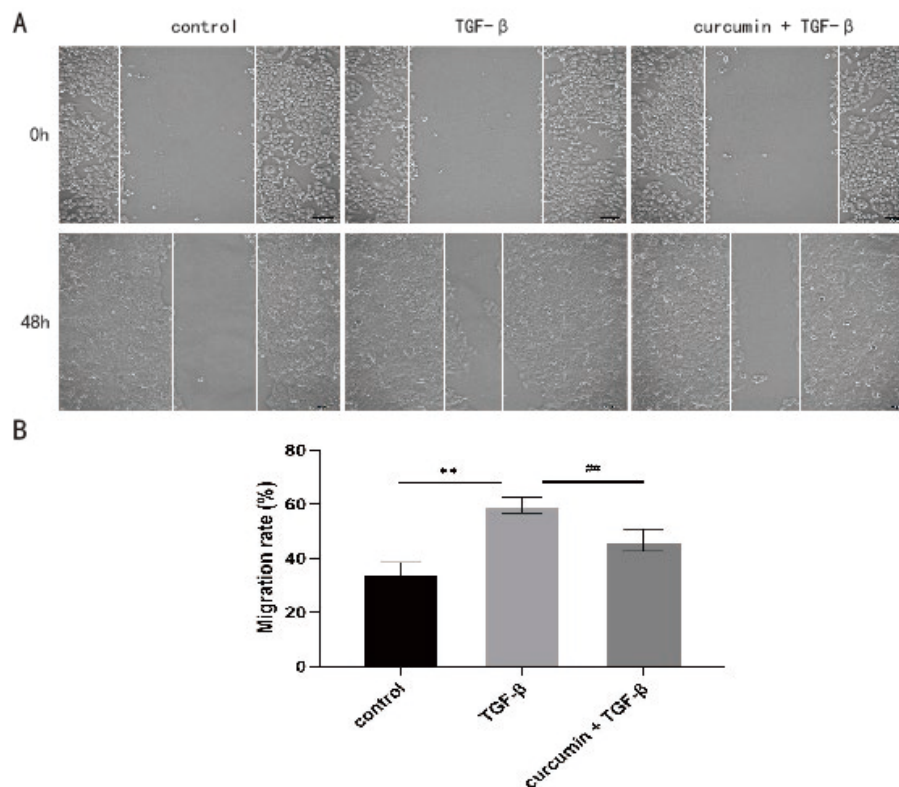 A
control TGF-β curcumin + TGF-β
0h
48h
B
Migration rate (%)
80
60
40
20
0
** ##
control
TGF-β
curcumin + TGF-β